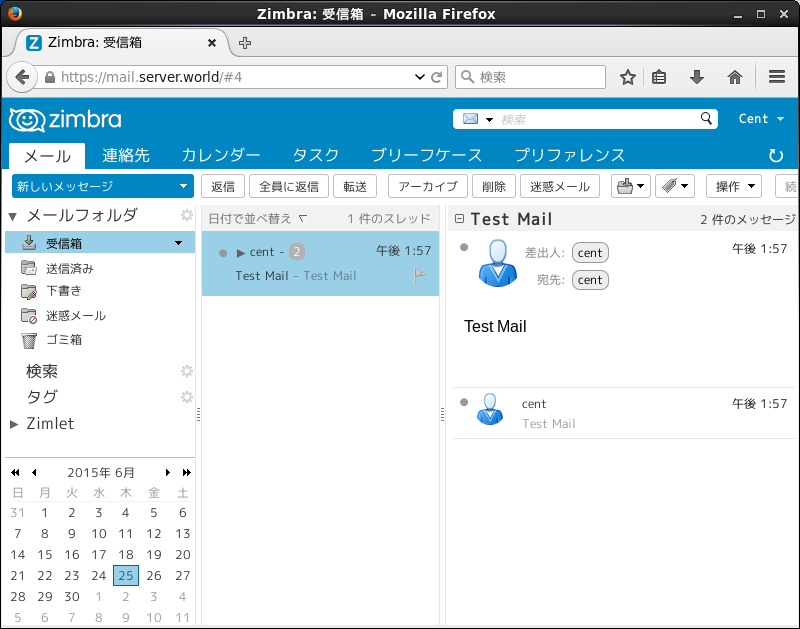 Zimbra: 受信箱 - Mozilla Firefox
Zimbra: 受信箱
https://mail.server.world/#4
検索
zimbra
検索
Cent
メール 連絡先 カレンダー タスク ブリーフケース プリファレンス
新しいメッセージ 返信 全員に返信 転送 アーカイブ 削除 迷惑メール 操作 続
メールフォルダ
受信箱
送信済み
下書き
迷惑メール
ゴミ箱
検索
タグ
Zimlet
2015年 6月
日 月 火 水 木 金 土
31 1 2 3 4 5 6
7 8 9 10 11 12 13
14 15 16 17 18 19 20
21 22 23 24 25 26 27
28 29 30 1 2 3 4
5 6 7 8 9 10 11
日付で並べ替え 1 件のスレッド
cent - 2 午後 1:57
Test Mail - Test Mail
Test Mail 2 件のメッセージ
差出人: cent 午後 1:57
宛先: cent
Test Mail
cent 午後 1:57
Test Mail